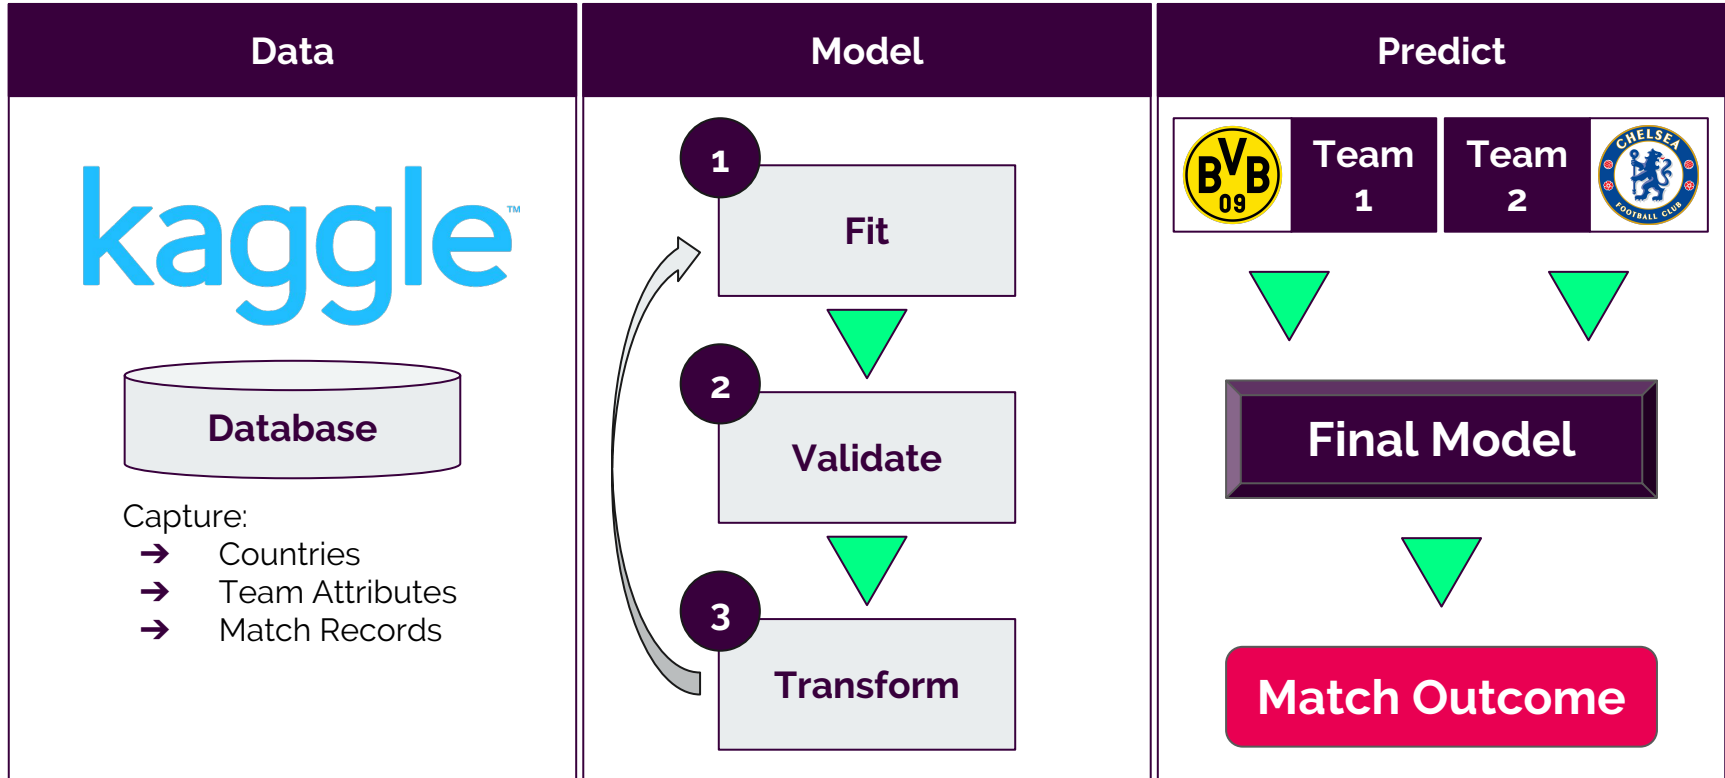 Data
kaggle™
Database
Capture:
➔ Countries
➔ Team Attributes
➔ Match Records
Model
1
Fit
2
Validate
3
Transform
Predict
BVB
09
Team
1
Team
2
CHELSEA
FOOTBALL CLUB
Final Model
Match Outcome